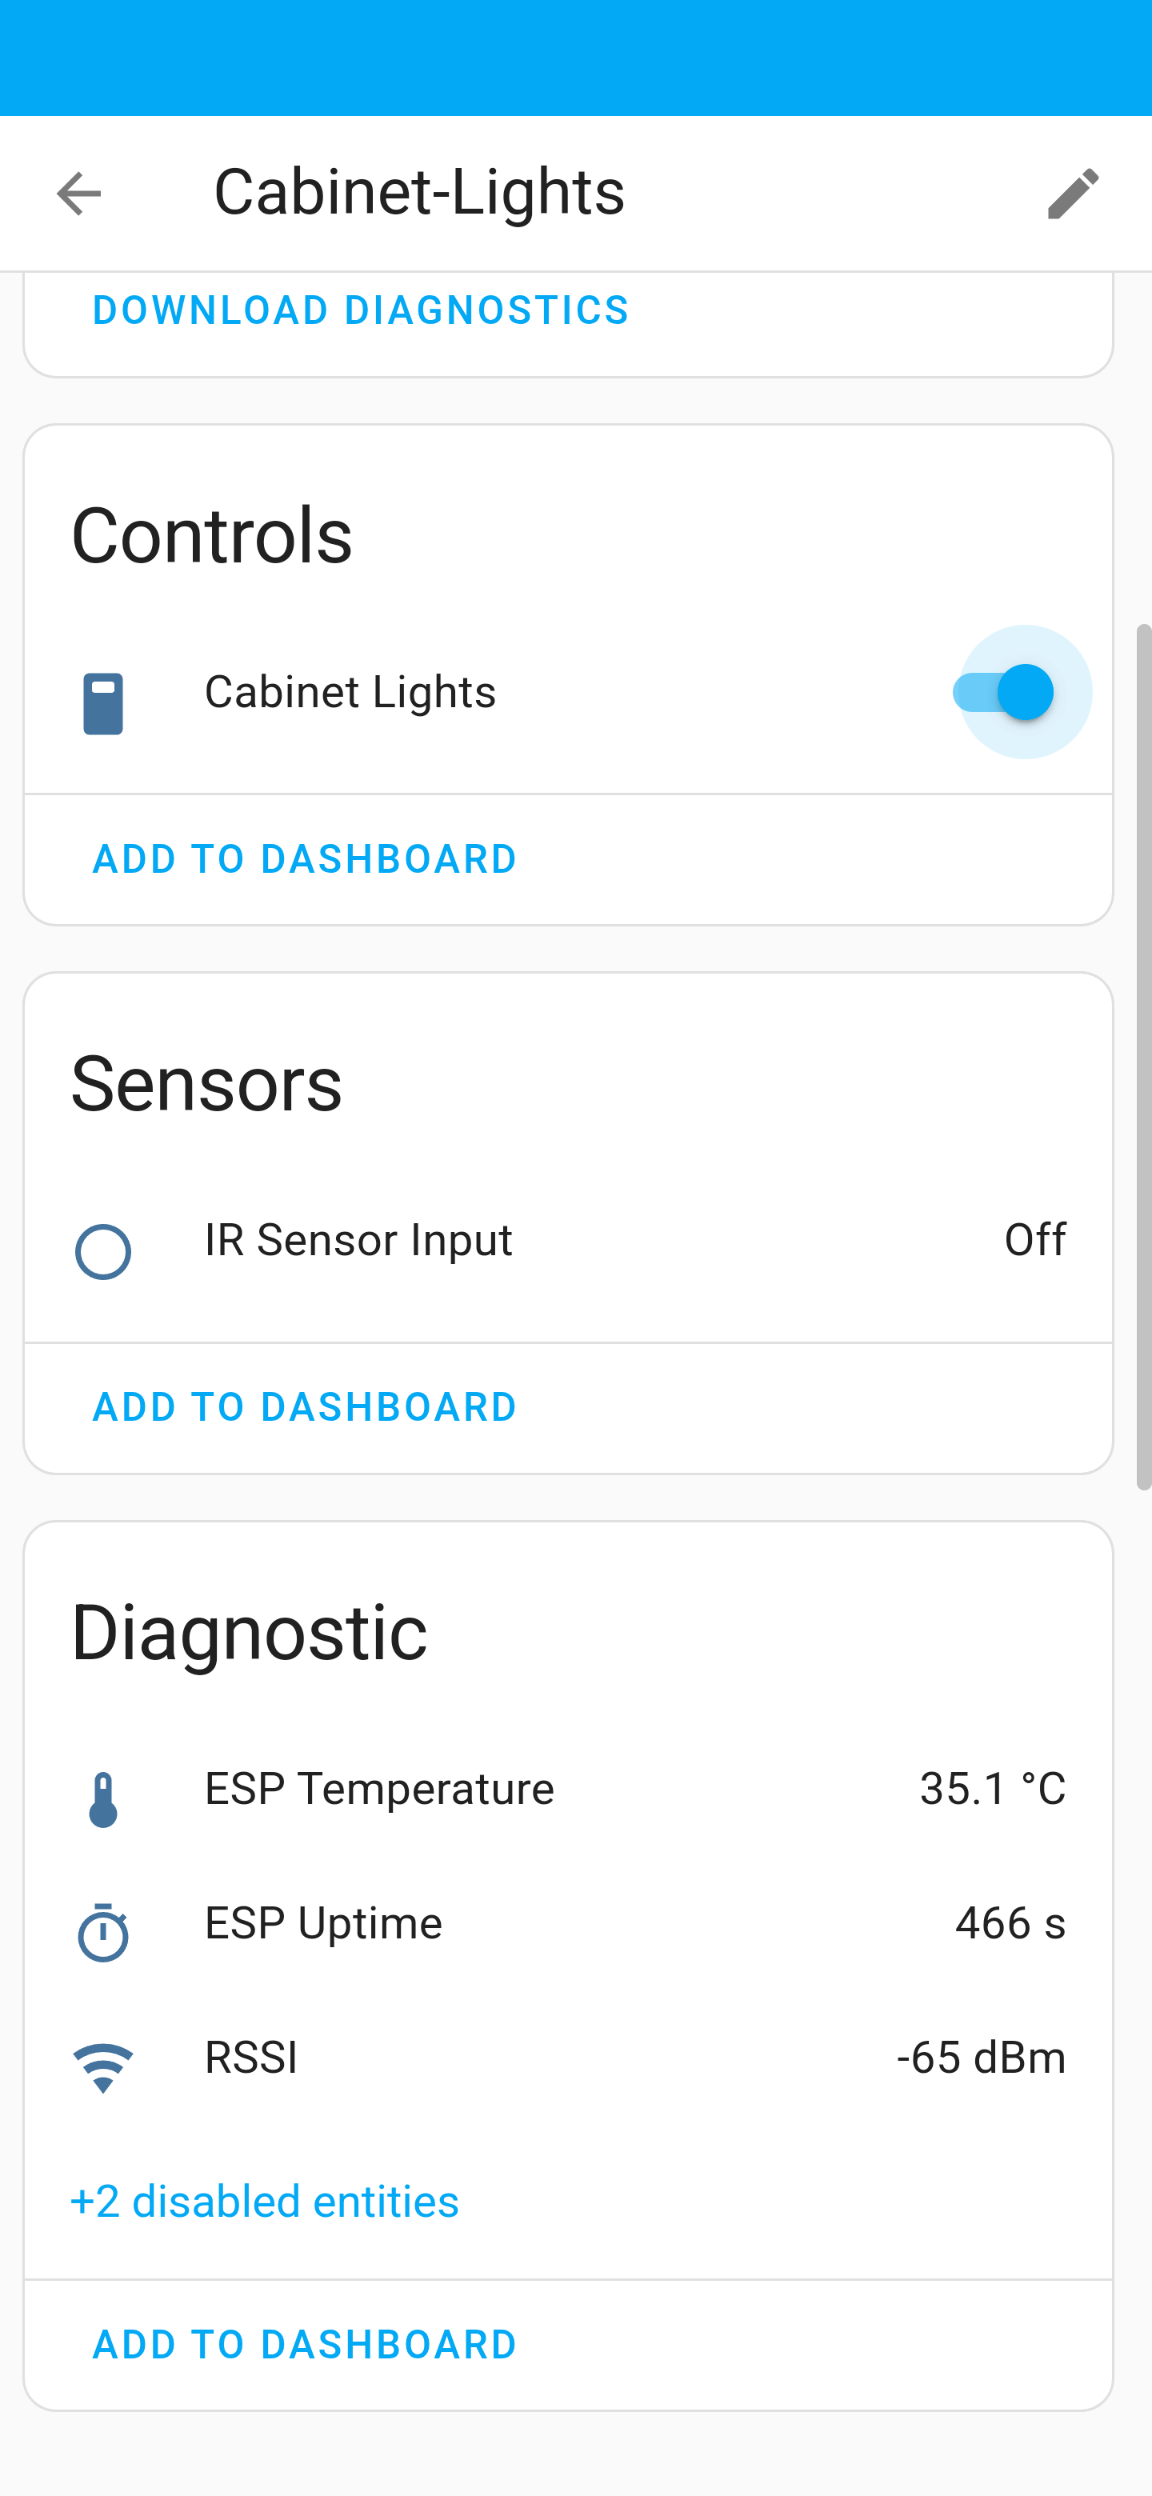 Cabinet-Lights
DOWNLOAD DIAGNOSTICS
Controls
Cabinet Lights
ADD TO DASHBOARD
Sensors
IR Sensor Input Off
ADD TO DASHBOARD
Diagnostic
ESP Temperature 35.1 °C
ESP Uptime 466 s
RSSI -65 dBm
+2 disabled entities
ADD TO DASHBOARD